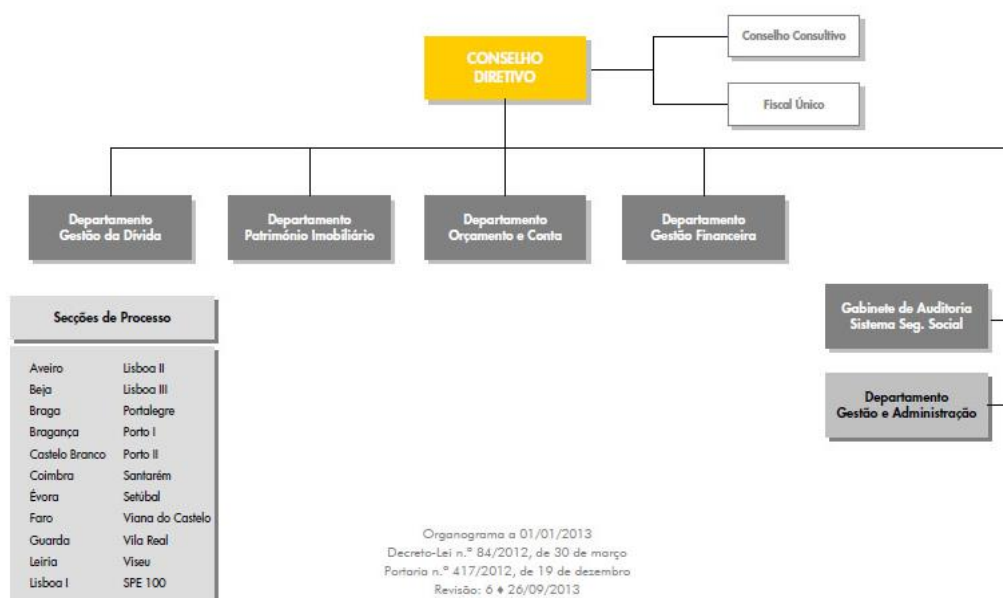 CONSELHO
DIRETIVO
Conselho Consultivo
Fiscal Único
Departamento
Gestão da Dívida
Departamento
Património Imobiliário
Departamento
Orçamento e Conta
Departamento
Gestão Financeira
Gabinete de Auditoria
Sistema Seg. Social
Departamento
Gestão e Administração
Secções de Processo
Aveiro Lisboa II
Beja Lisboa III
Braga Portalegre
Bragança Porto I
Castelo Branco Porto II
Coimbra Santarém
Évora Setúbal
Faro Viana do Castelo
Guarda Vila Real
Leiria Viseu
Lisboa I SPE 100
Organograma a 01/01/2013
Decreto-Lei n.º 84/2012, de 30 de março
Portaria n.º 417/2012, de 19 de dezembro
Revisão: 6 ♦ 26/09/2013